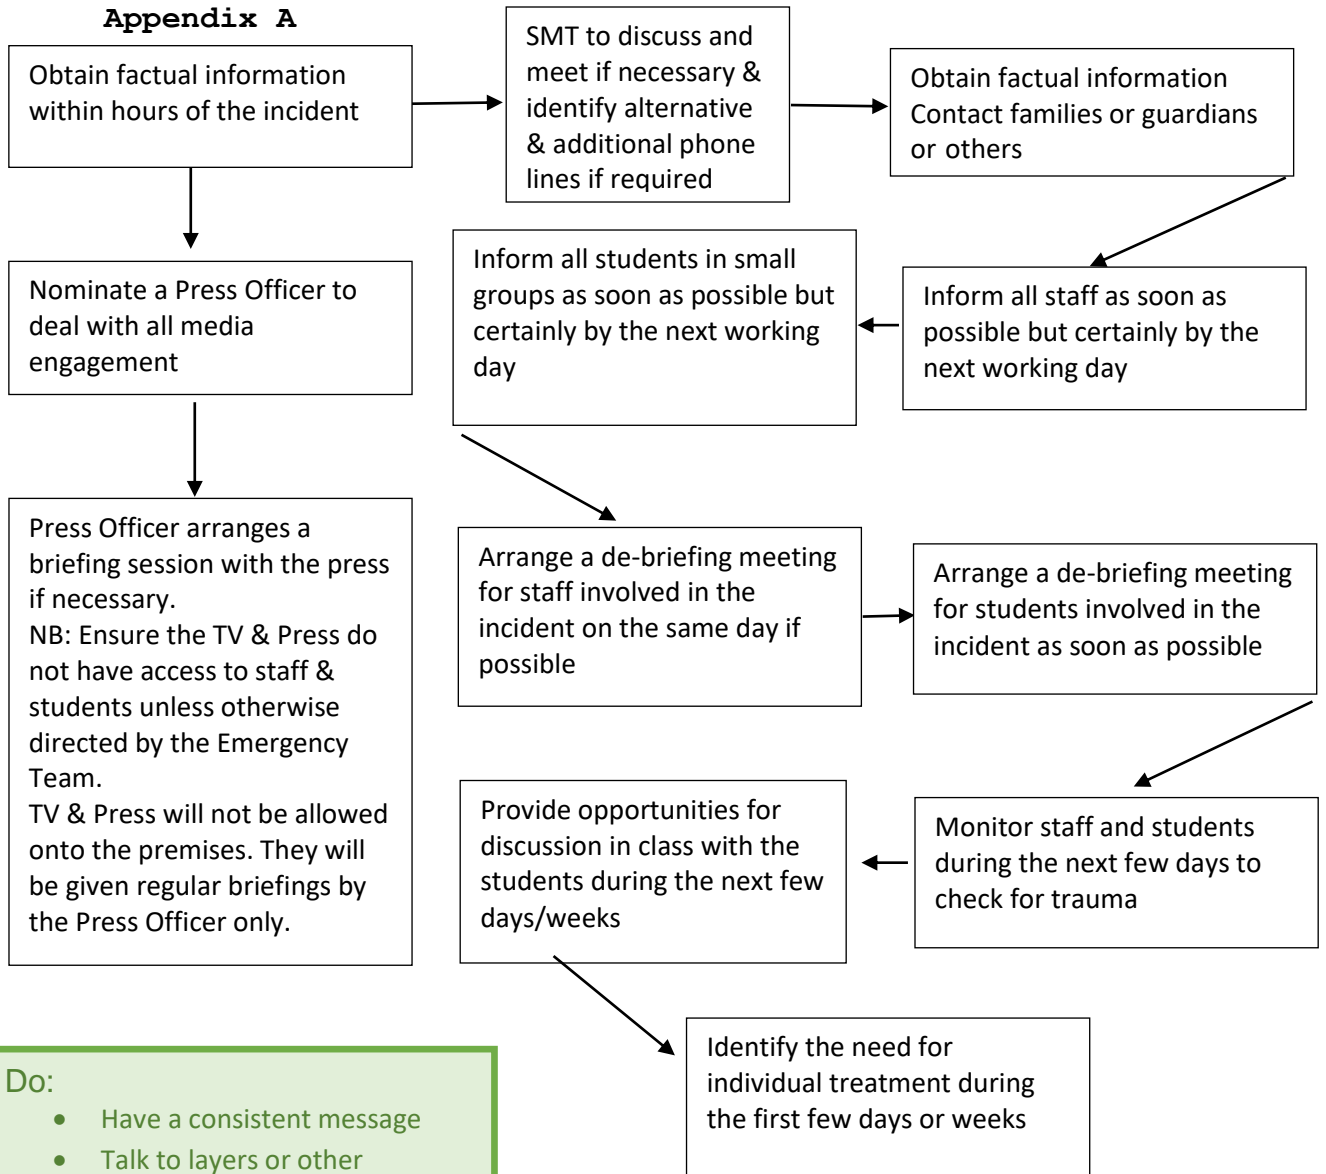 Appendix A
Obtain factual information
within hours of the incident
SMT to discuss and
meet if necessary &
identify alternative
& additional phone
lines if required
Obtain factual information
Contact families or guardians
or others
Nominate a Press Officer to
deal with all media
engagement
Inform all students in small
groups as soon as possible but
certainly by the next working
day
Inform all staff as soon as
possible but certainly by the
next working day
Press Officer arranges a
briefing session with the press
if necessary.
NB: Ensure the TV & Press do
not have access to staff &
students unless otherwise
directed by the Emergency
Team.
TV & Press will not be allowed
onto the premises. They will
be given regular briefings by
the Press Officer only.
Arrange a de-briefing meeting
for staff involved in the
incident on the same day if
possible
Arrange a de-briefing meeting
for students involved in the
incident as soon as possible
Provide opportunities for
discussion in class with the
students during the next few
days/weeks
Monitor staff and students
during the next few days to
check for trauma
Identify the need for
individual treatment during
the first few days or weeks
Do:
• Have a consistent message
• Talk to layers or other